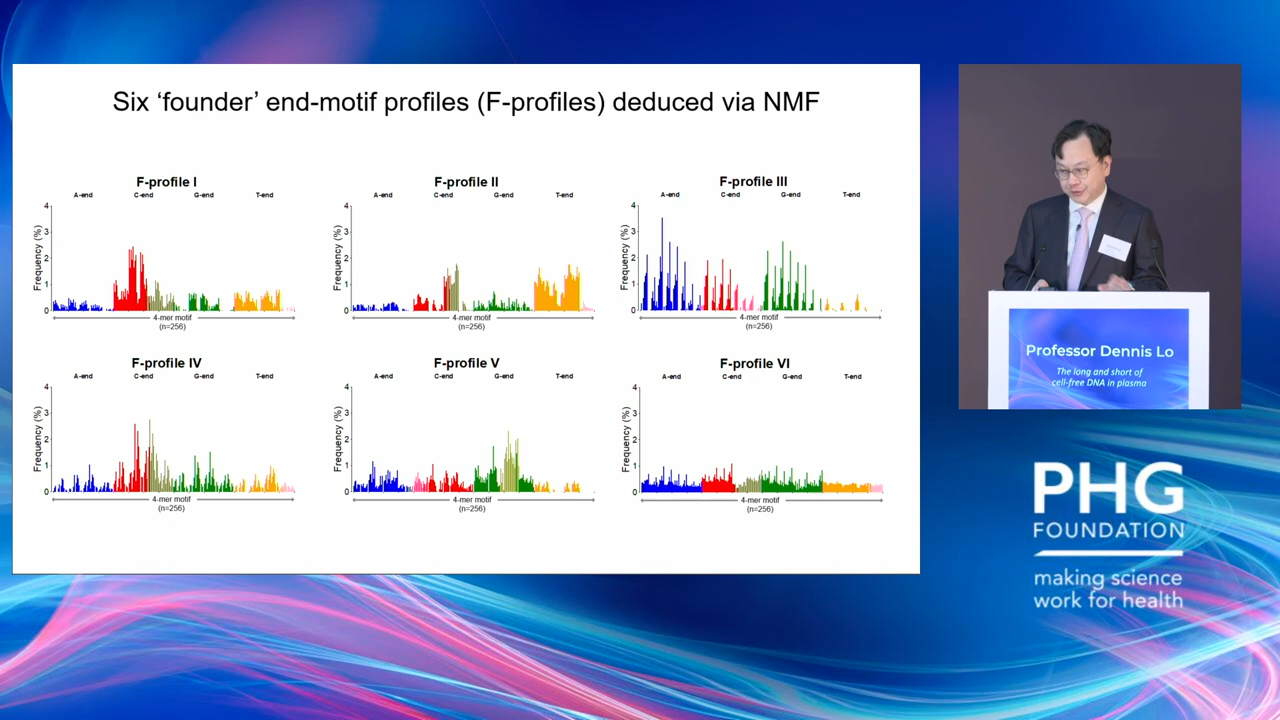 Six ‘founder’ end-motif profiles (F-profiles) deduced via NMF
F-profile I
A-end C-end G-end T-end
Frequency (%)
4
3
2
1
0
4-mer motif
(n=256)
F-profile II
A-end C-end G-end T-end
Frequency (%)
4
3
2
1
0
4-mer motif
(n=256)
F-profile III
A-end C-end G-end T-end
Frequency (%)
4
3
2
1
0
4-mer motif
(n=256)
F-profile IV
A-end C-end G-end T-end
Frequency (%)
4
3
2
1
0
4-mer motif
(n=256)
F-profile V
A-end C-end G-end T-end
Frequency (%)
4
3
2
1
0
4-mer motif
(n=256)
F-profile VI
A-end C-end G-end T-end
Frequency (%)
4
3
2
1
0
4-mer motif
(n=256)
Professor Dennis Lo
The long and short of
cell-free DNA in plasma
PHG
FOUNDATION
making science
work for health